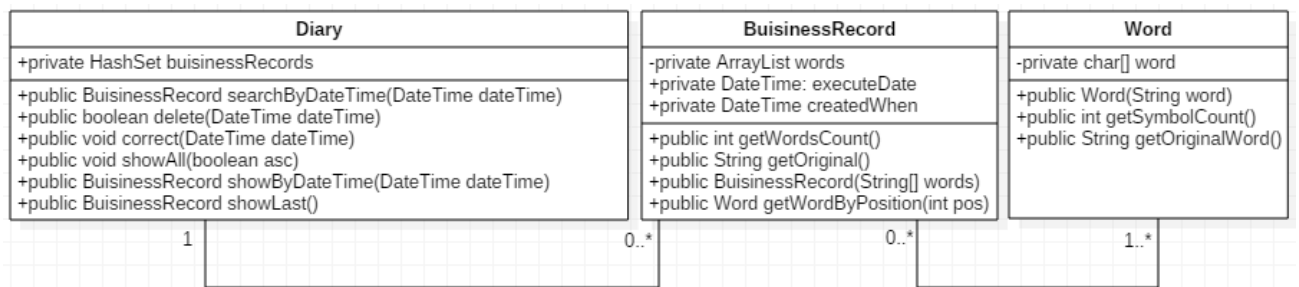 Diary
+private HashSet buisinessRecords
+public BuisinessRecord searchByDateTime(DateTime dateTime)
+public boolean delete(DateTime dateTime)
+public void correct(DateTime dateTime)
+public void showAll(boolean asc)
+public BuisinessRecord showByDateTime(DateTime dateTime)
+public BuisinessRecord showLast()
BuisinessRecord
-private ArrayList words
+private DateTime: executeDate
+private DateTime createdWhen
+public int getWordsCount()
+public String getOriginal()
+public BuisinessRecord(String[] words)
+public Word getWordByPosition(int pos)
Word
-private char[] word
+public Word(String word)
+public int getSymbolCount()
+public String getOriginalWord()
1
0..*
0..*
1..*